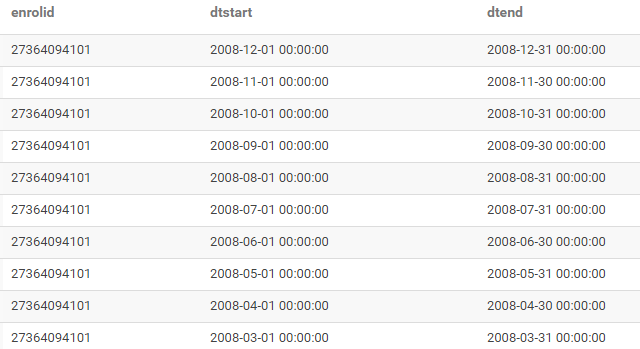 enrolid dtstart dtend
27364094101 2008-12-01 00:00:00 2008-12-31 00:00:00
27364094101 2008-11-01 00:00:00 2008-11-30 00:00:00
27364094101 2008-10-01 00:00:00 2008-10-31 00:00:00
27364094101 2008-09-01 00:00:00 2008-09-30 00:00:00
27364094101 2008-08-01 00:00:00 2008-08-31 00:00:00
27364094101 2008-07-01 00:00:00 2008-07-31 00:00:00
27364094101 2008-06-01 00:00:00 2008-06-30 00:00:00
27364094101 2008-05-01 00:00:00 2008-05-31 00:00:00
27364094101 2008-04-01 00:00:00 2008-04-30 00:00:00
27364094101 2008-03-01 00:00:00 2008-03-31 00:00:00